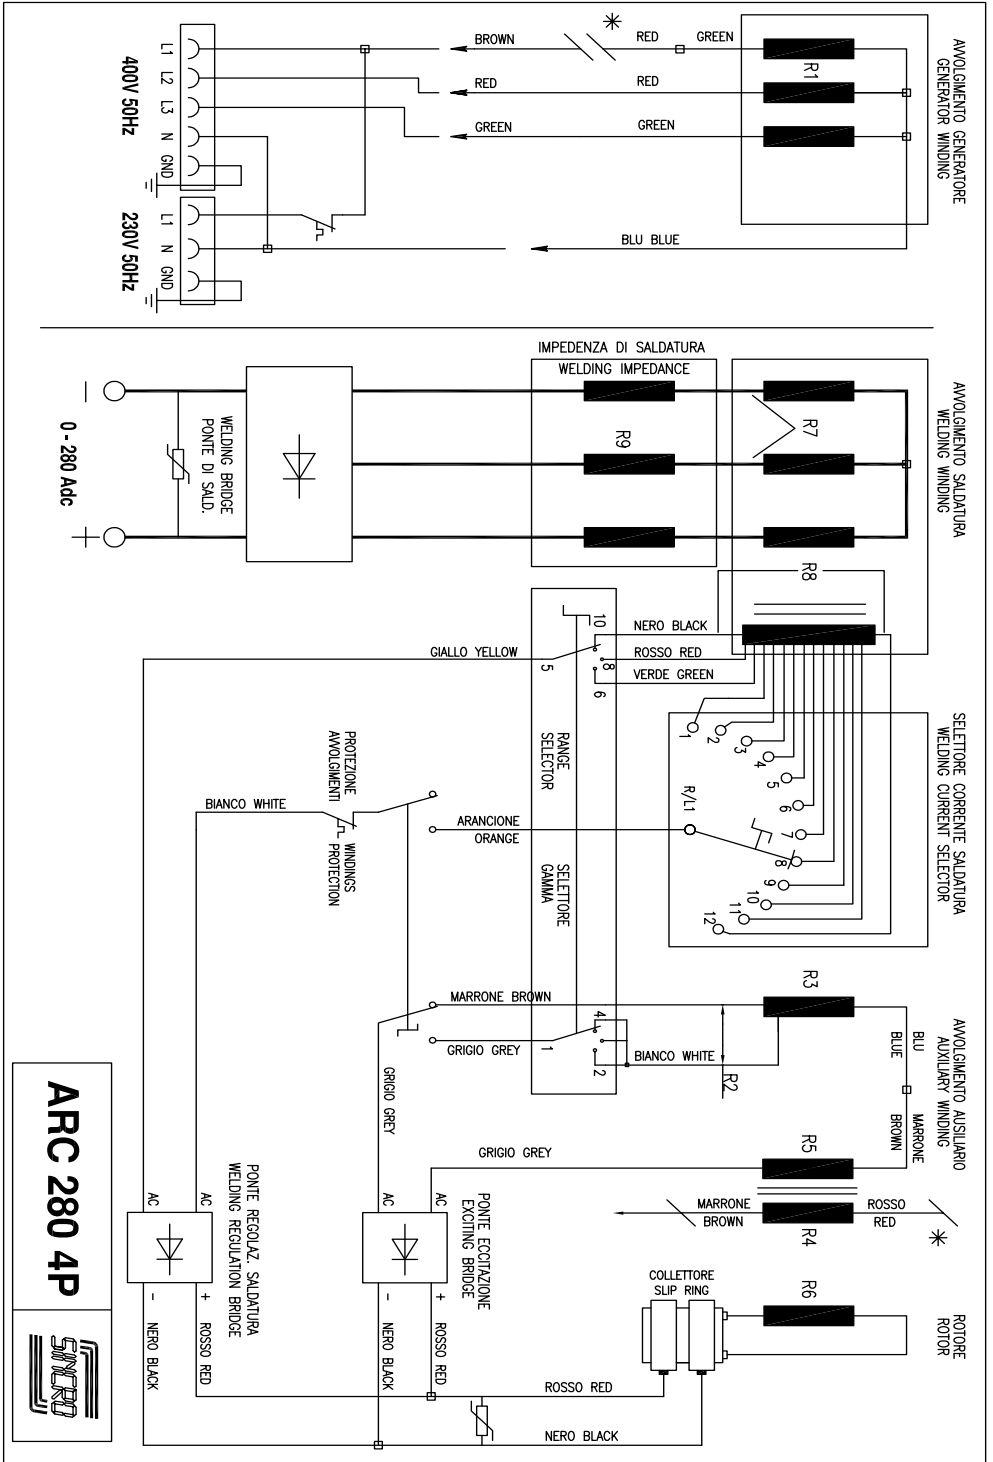 AVVOLGIMENTO GENERATORE
GENERATOR WINDING
R1
GREEN
RED
BROWN
RED
RED
GREEN
GREEN
BLU BLUE
L1
L2
L3
N
GND
400V 50Hz
L1
N
GND
230V 50Hz
AVVOLGIMENTO SALDATURA
WELDING WINDING
R7
IMPEDENZA DI SALDATURA
WELDING IMPEDANCE
R9
WELDING BRIDGE
PONTE DI SALD.
0 - 280 Adc
R8
NERO BLACK
ROSSO RED
VERDE GREEN
10
8
6
5
GIALLO YELLOW
RANGE
SELECTOR
SELETTORE
GAMMA
SELETTORE CORRENTE SALDATURA
WELDING CURRENT SELECTOR
1
2
3
4
5
6
7
8
9
10
11
12
R/L1
ARANCIONE
ORANGE
PROTEZIONE
AVVOLGIMENTI
WINDINGS
PROTECTION
BIANCO WHITE
AVVOLGIMENTO AUSILIARIO
AUXILIARY WINDING
R3
BLU
BLUE
MARRONE
BROWN
MARRONE BROWN
4
2
1
BIANCO WHITE
R2
GRIGIO GREY
GRIGIO GREY
R5
GRIGIO GREY
R4
MARRONE
BROWN
ROSSO
RED
ROTORE
ROTOR
R6
COLLETTORE
SLIP RING
PONTE ECCITAZIONE
EXCITING BRIDGE
AC
AC
+
-
ROSSO RED
NERO BLACK
PONTE REGOLAZ. SALDATURA
WELDING REGULATION BRIDGE
AC
AC
+
-
ROSSO RED
NERO BLACK
ROSSO RED
NERO BLACK
ARC 280 4P
SINCRO